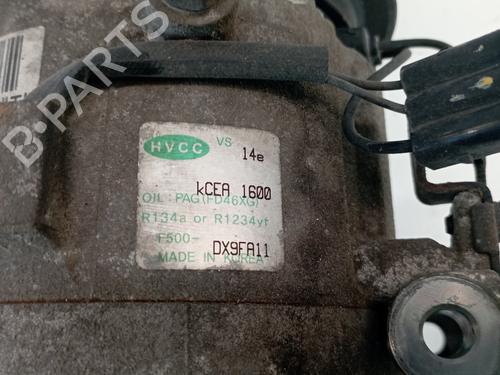 B-PARTS
HVCC VS 14e
kCEA 1600
OIL: PAG(FD46XG)
R134a or R1234yf
F500- DX9FA11
MADE IN KOREA